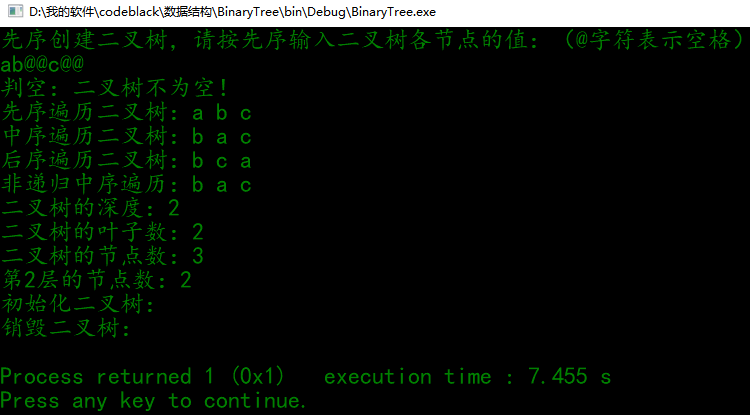 D:\我的软件\codeblack\数据结构\BinaryTree\bin\Debug\BinaryTree.exe
先序创建二叉树，请按先序输入二叉树各节点的值：（@字符表示空格）
ab@@c@@
判空：二叉树不为空！
先序遍历二叉树：a b c
中序遍历二叉树：b a c
后序遍历二叉树：b c a
非递归中序遍历：b a c
二叉树的深度：2
二叉树的叶子数：2
二叉树的节点数：3
第2层的节点数：2
初始化二叉树：
销毁二叉树：
Process returned 1 (0x1)   execution time : 7.455 s
Press any key to continue.